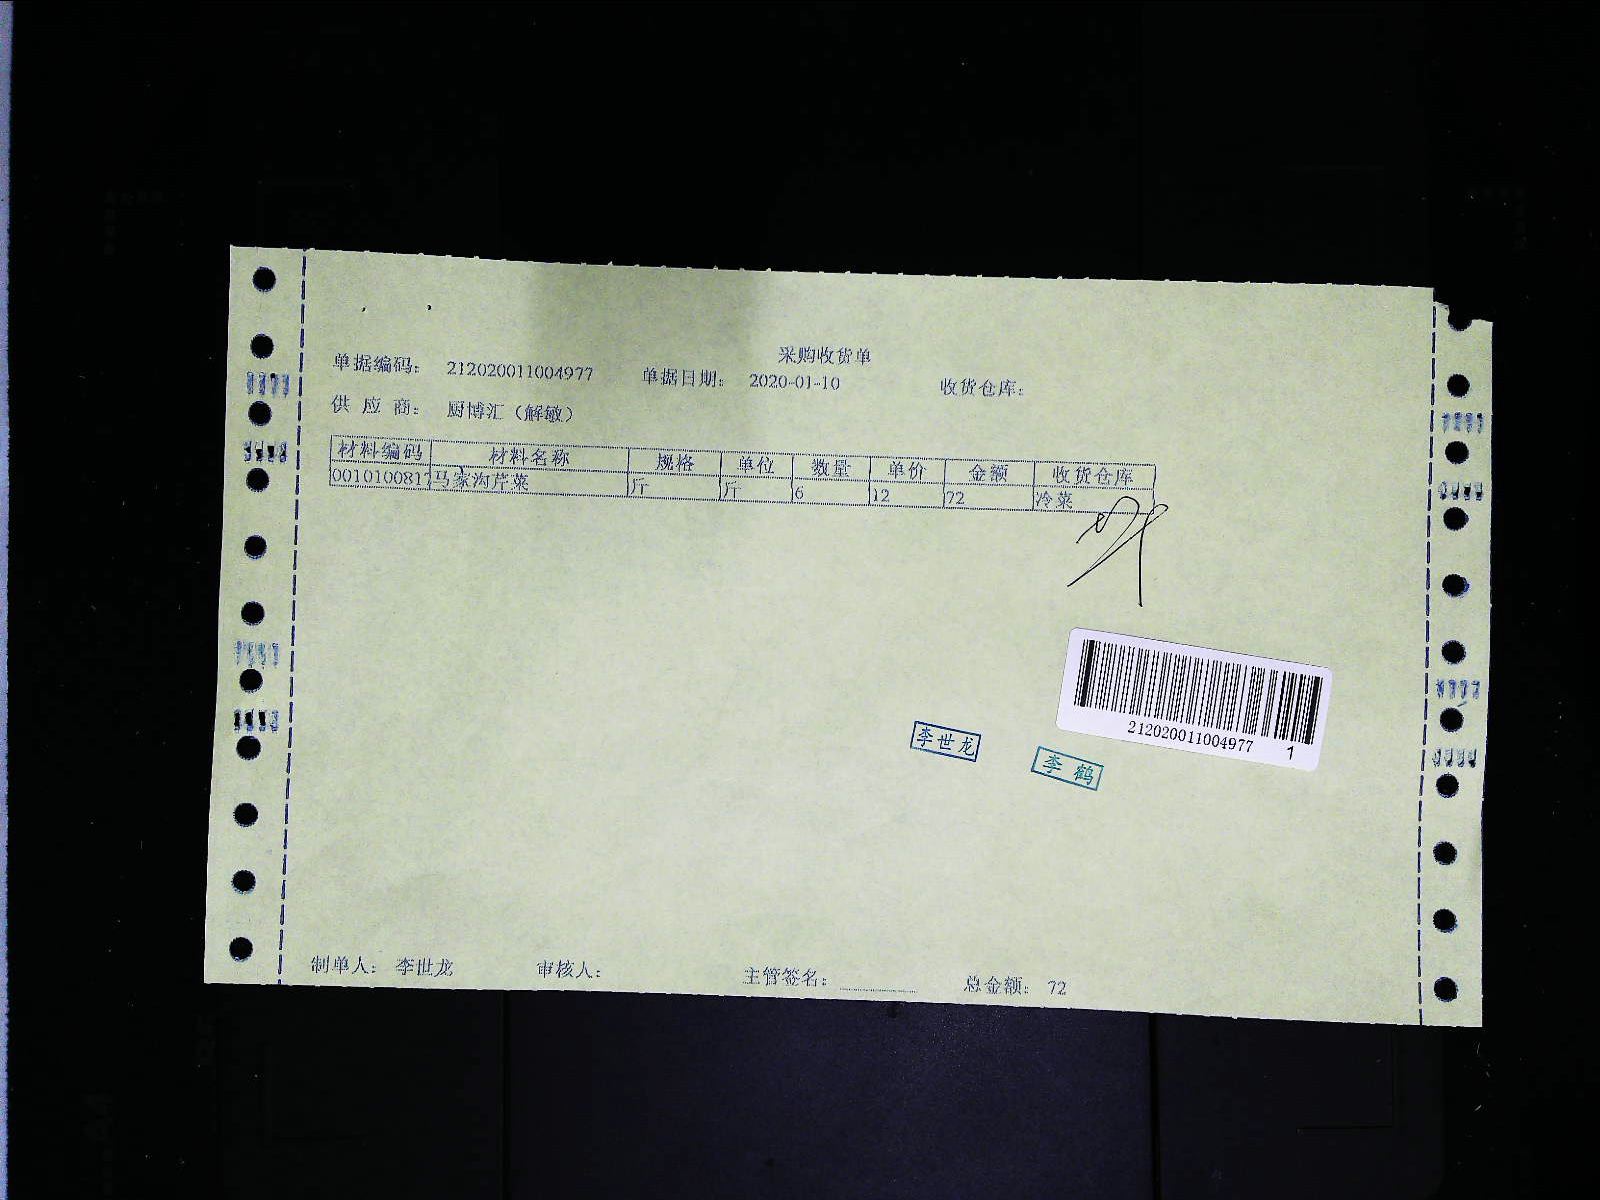 采购收货单
单据编码： 212020011004977 单据日期： 2020-01-10 收货仓库：
供 应 商： 厨博汇（解敏）
材料编码 材料名称 规格 单位 数量 单价 金额 收货仓库
0010100817 马家沟芹菜 斤 斤 6 12 72 冷菜
212020011004977 1
李世龙 李 鹤
制单人： 李世龙 审核人： 主管签名： 总金额： 72